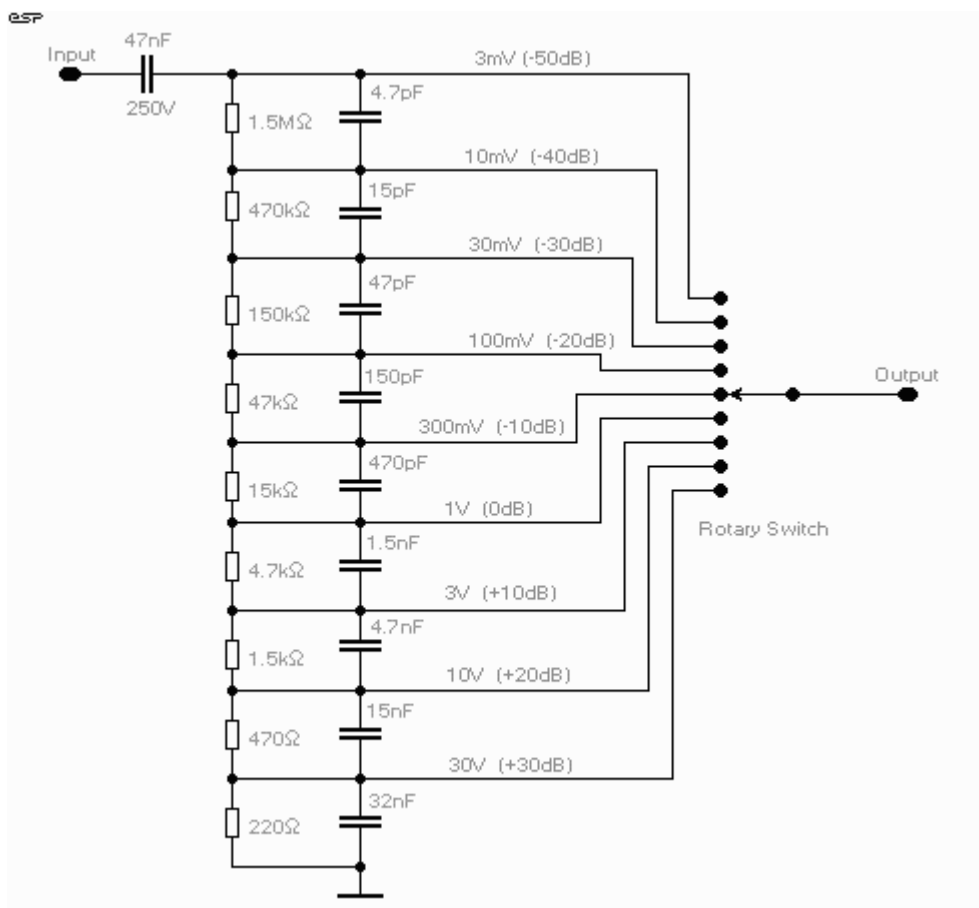 esp
47nF
Input
250V
3mV (-50dB)
4.7pF
1.5MΩ
10mV (-40dB)
15pF
470kΩ
30mV (-30dB)
47pF
150kΩ
100mV (-20dB)
150pF
47kΩ
300mV (-10dB)
Output
470pF
15kΩ
1V (0dB)
Rotary Switch
1.5nF
4.7kΩ
3V (+10dB)
4.7nF
1.5kΩ
10V (+20dB)
15nF
470Ω
30V (+30dB)
32nF
220Ω